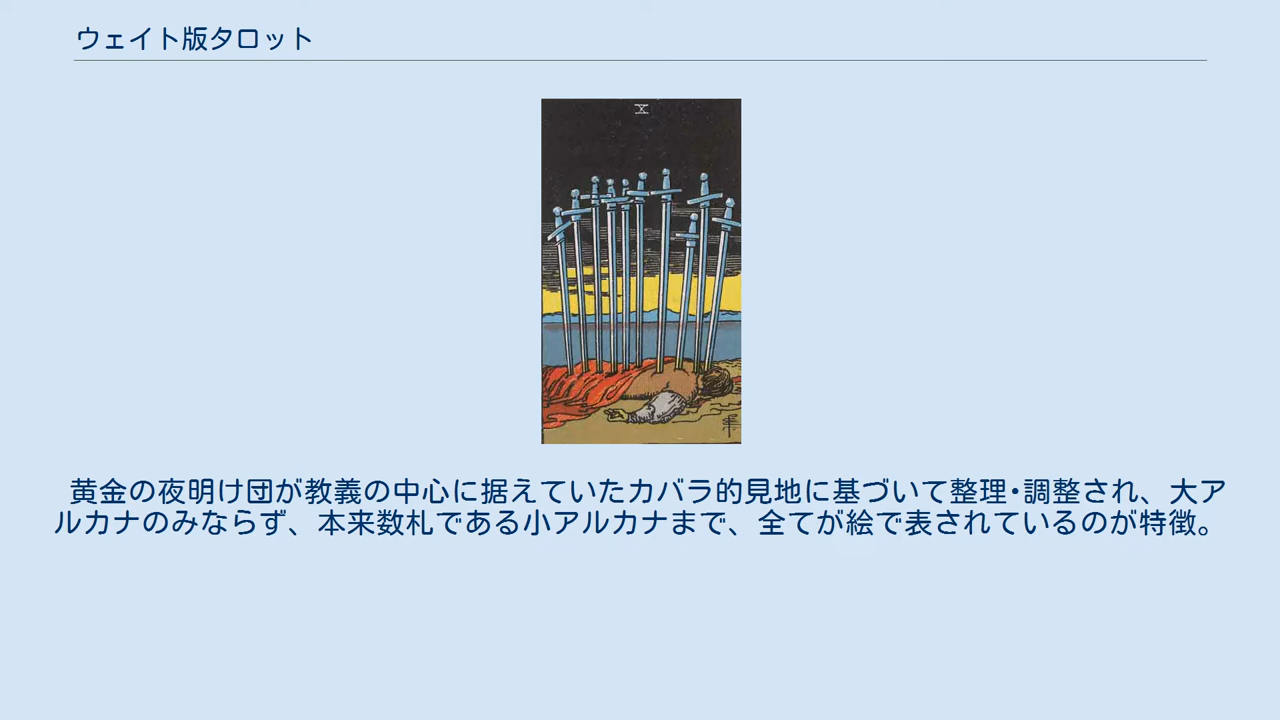 ウェイト版タロット
X
黄金の夜明け団が教義の中心に据えていたカバラ的見地に基づいて整理・調整され、大ア
ルカナのみならず、本来数札である小アルカナまで、全てが絵で表されているのが特徴。